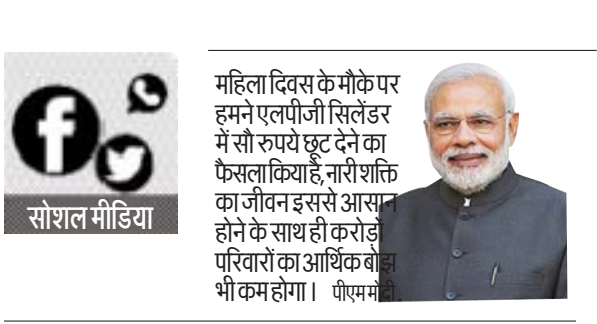 सोशल मीडिया
महिला दिवस के मौके पर
हमने एलपीजी सिलेंडर
में सौ रुपये छूट देने का
फैसला किया है, नारी शक्ति
का जीवन इससे आसान
होने के साथ ही करोड़ों
परिवारों का आर्थिक बोझ
भी कम होगा। पीएम मोदी.